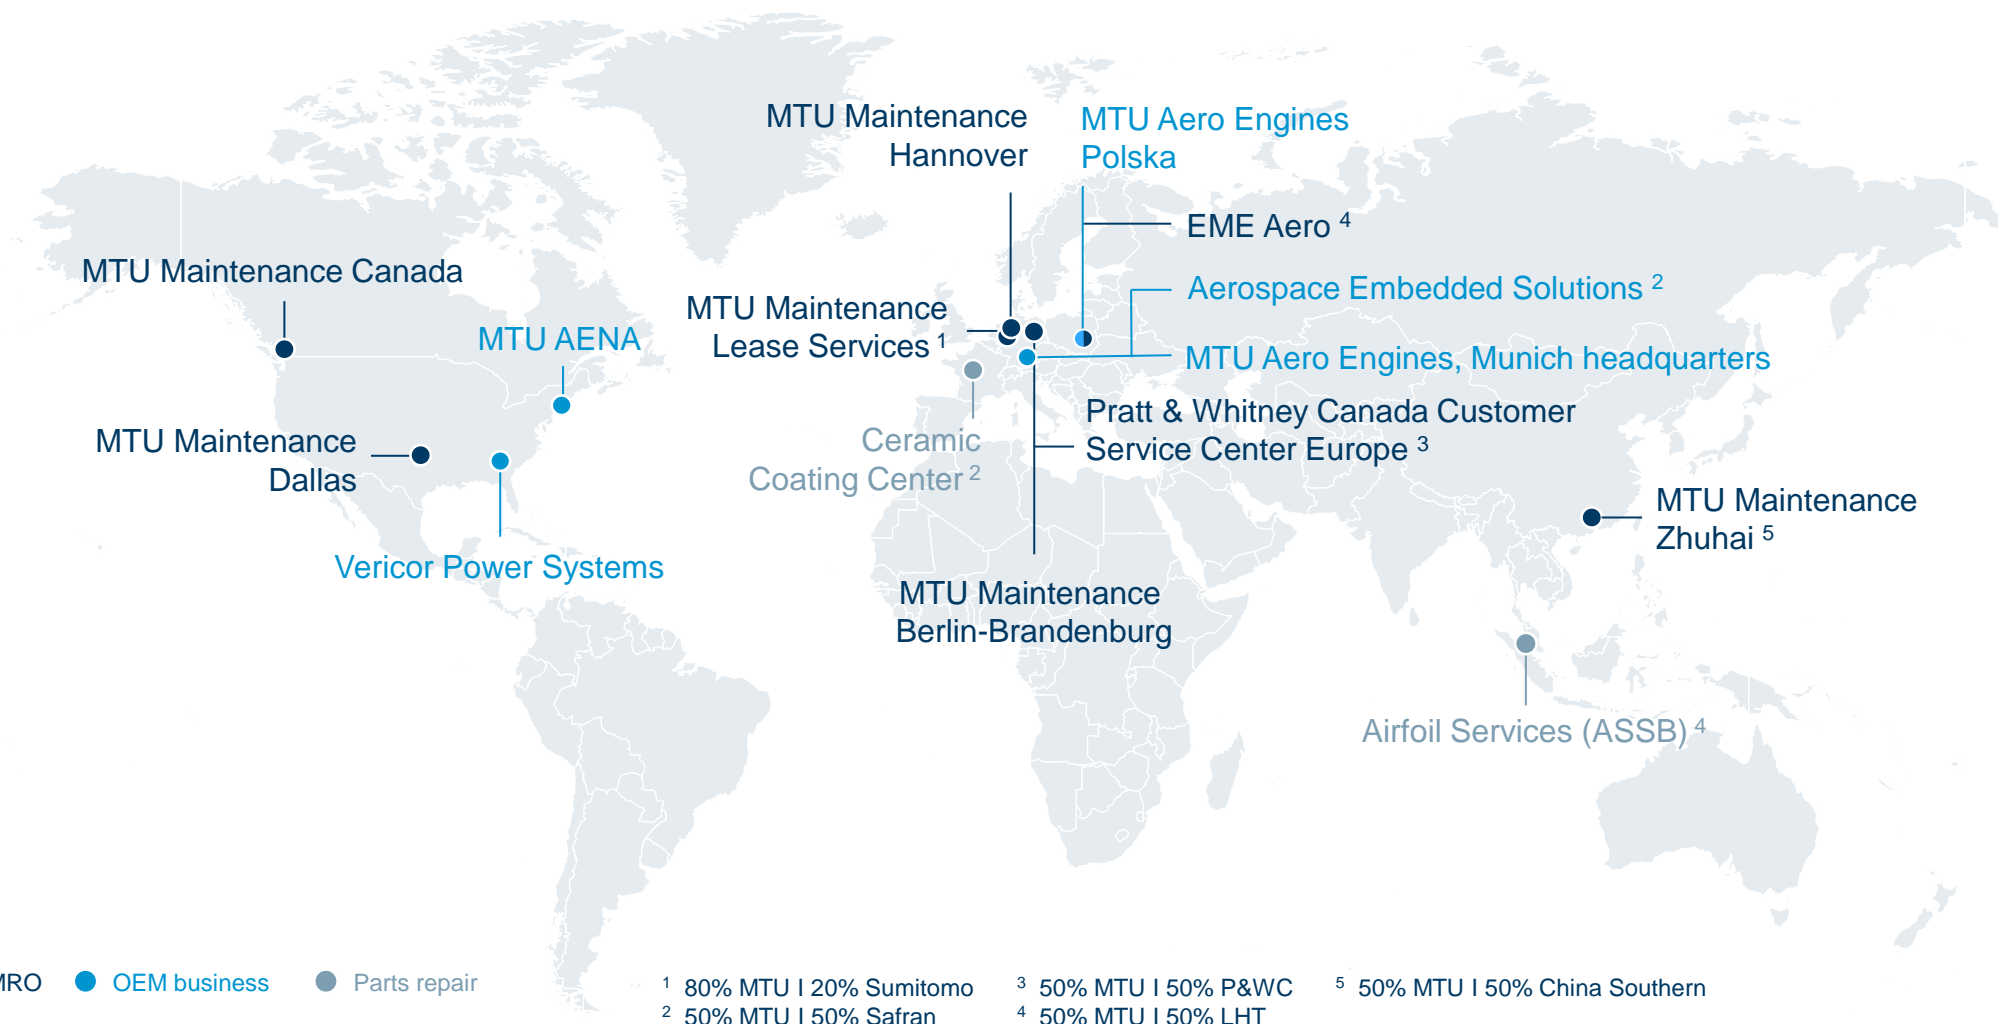 MTU Maintenance
Hannover
MTU Aero Engines
Polska
EME Aero 4
MTU Maintenance Canada
Aerospace Embedded Solutions 2
MTU Maintenance
Lease Services 1
MTU AENA
MTU Aero Engines, Munich headquarters
Pratt & Whitney Canada Customer
Service Center Europe 3
MTU Maintenance
Dallas
Ceramic
Coating Center 2
MTU Maintenance
Zhuhai 5
Vericor Power Systems
MTU Maintenance
Berlin-Brandenburg
Airfoil Services (ASSB) 4
MRO
OEM business
Parts repair
1 80% MTU I 20% Sumitomo
2 50% MTU I 50% Safran
3 50% MTU I 50% P&WC
4 50% MTU I 50% LHT
5 50% MTU I 50% China Southern